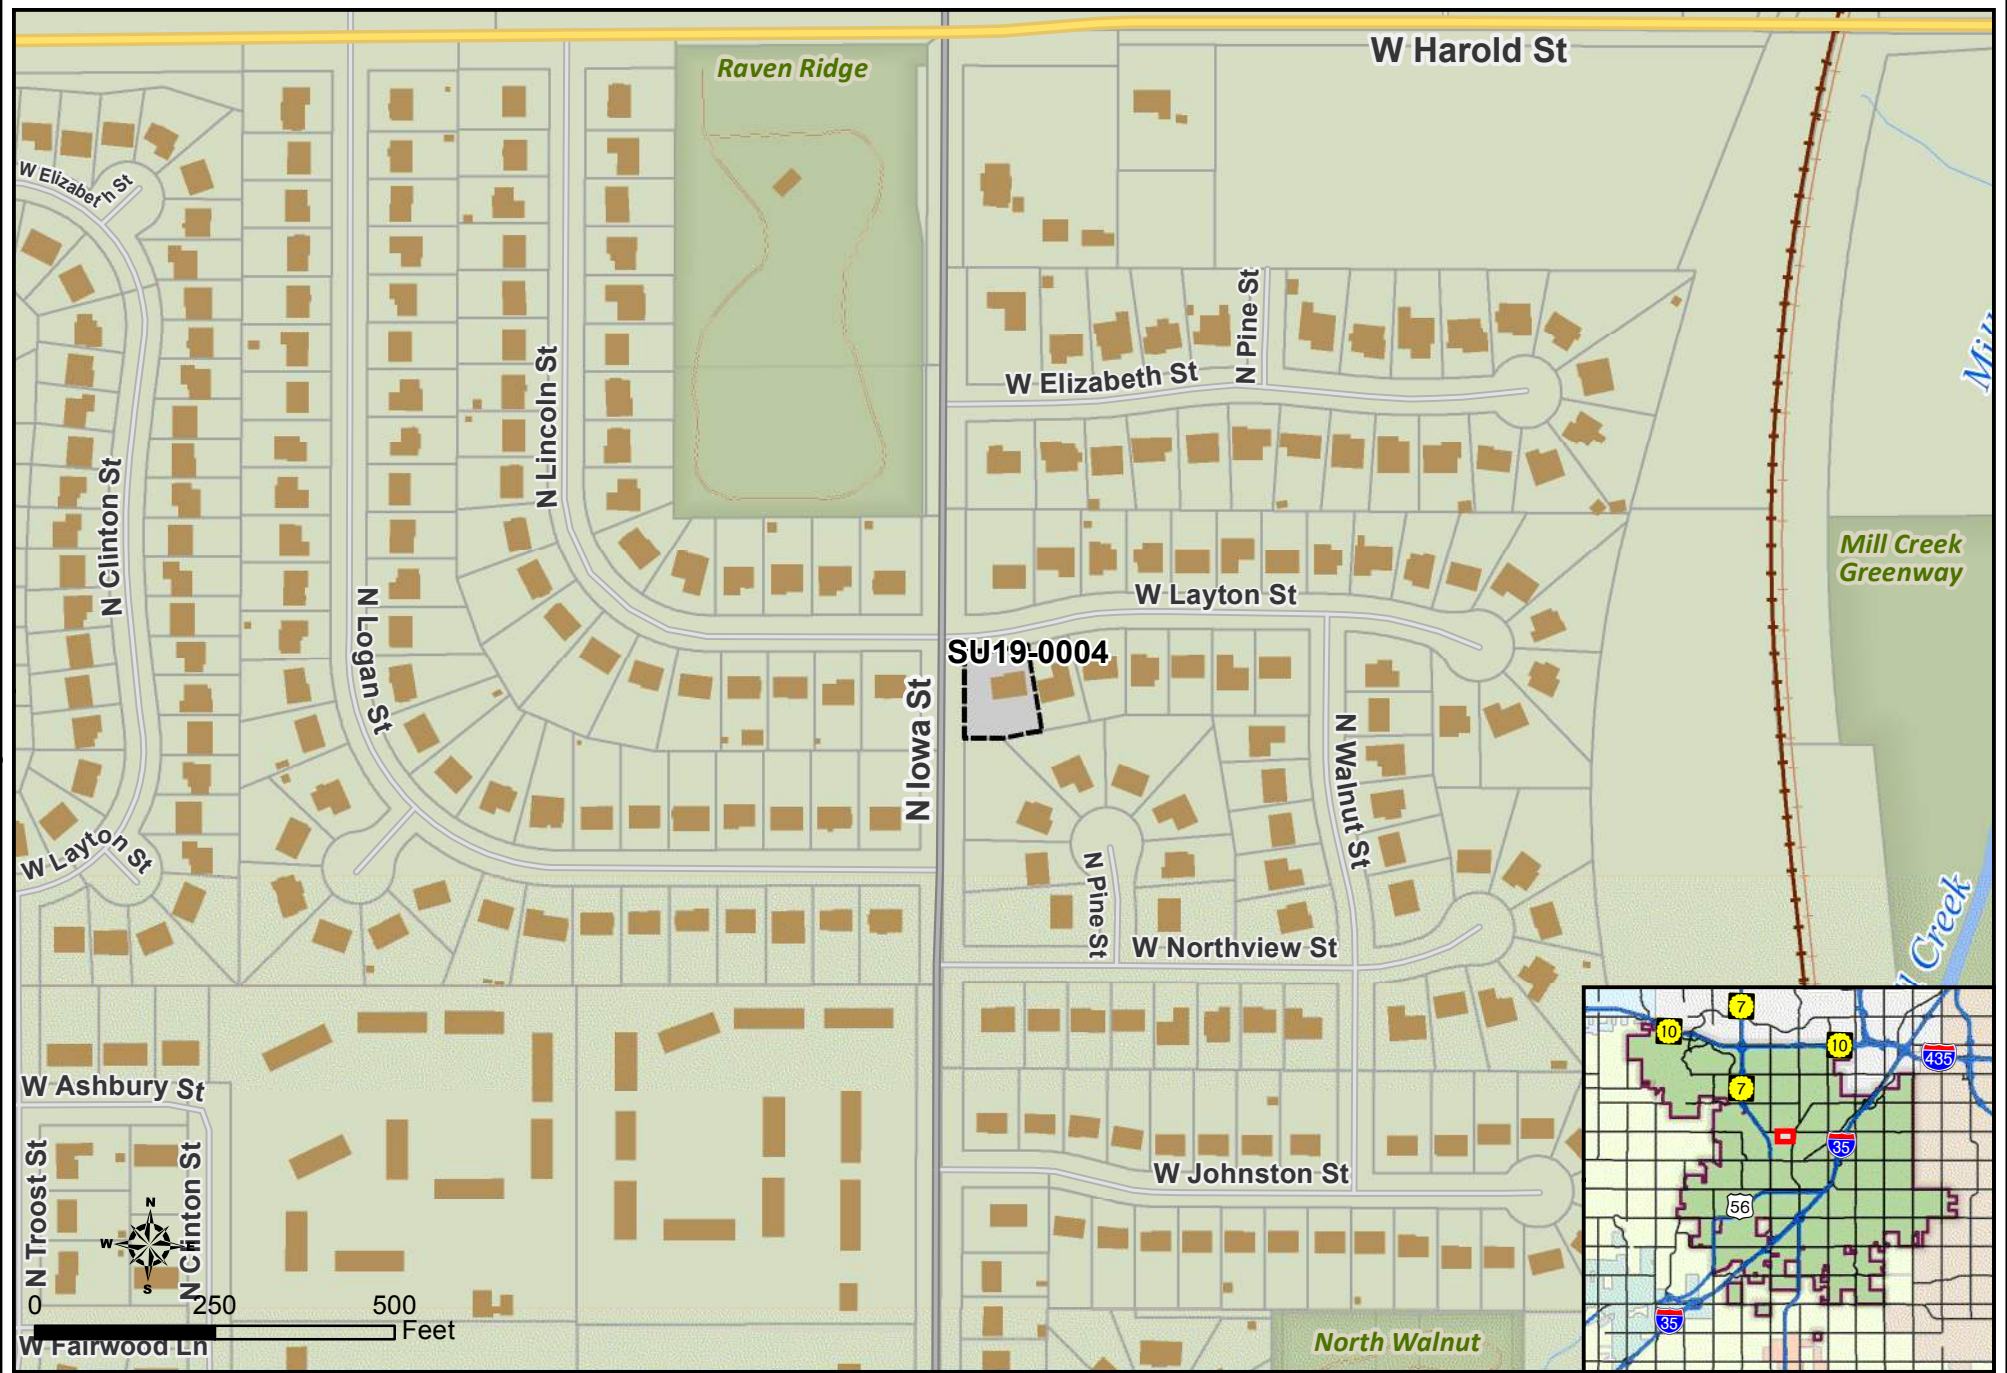 W Harold St
Raven Ridge
W Elizabeth St
N Pine St
W Elizabeth St
N Lincoln St
N Clinton St
Mill
Mill Creek
Greenway
W Layton St
N Logan St
SU19-0004
N Iowa St
N Walnut St
W Layton St
N Pine St
W Northview St
l Creek
7
10
10
435
7
35
56
35
W Ashbury St
W Johnston St
N Troost St
N Clinton St
N
W
E
S
0 250 500
Feet
W Fairwood Ln
North Walnut